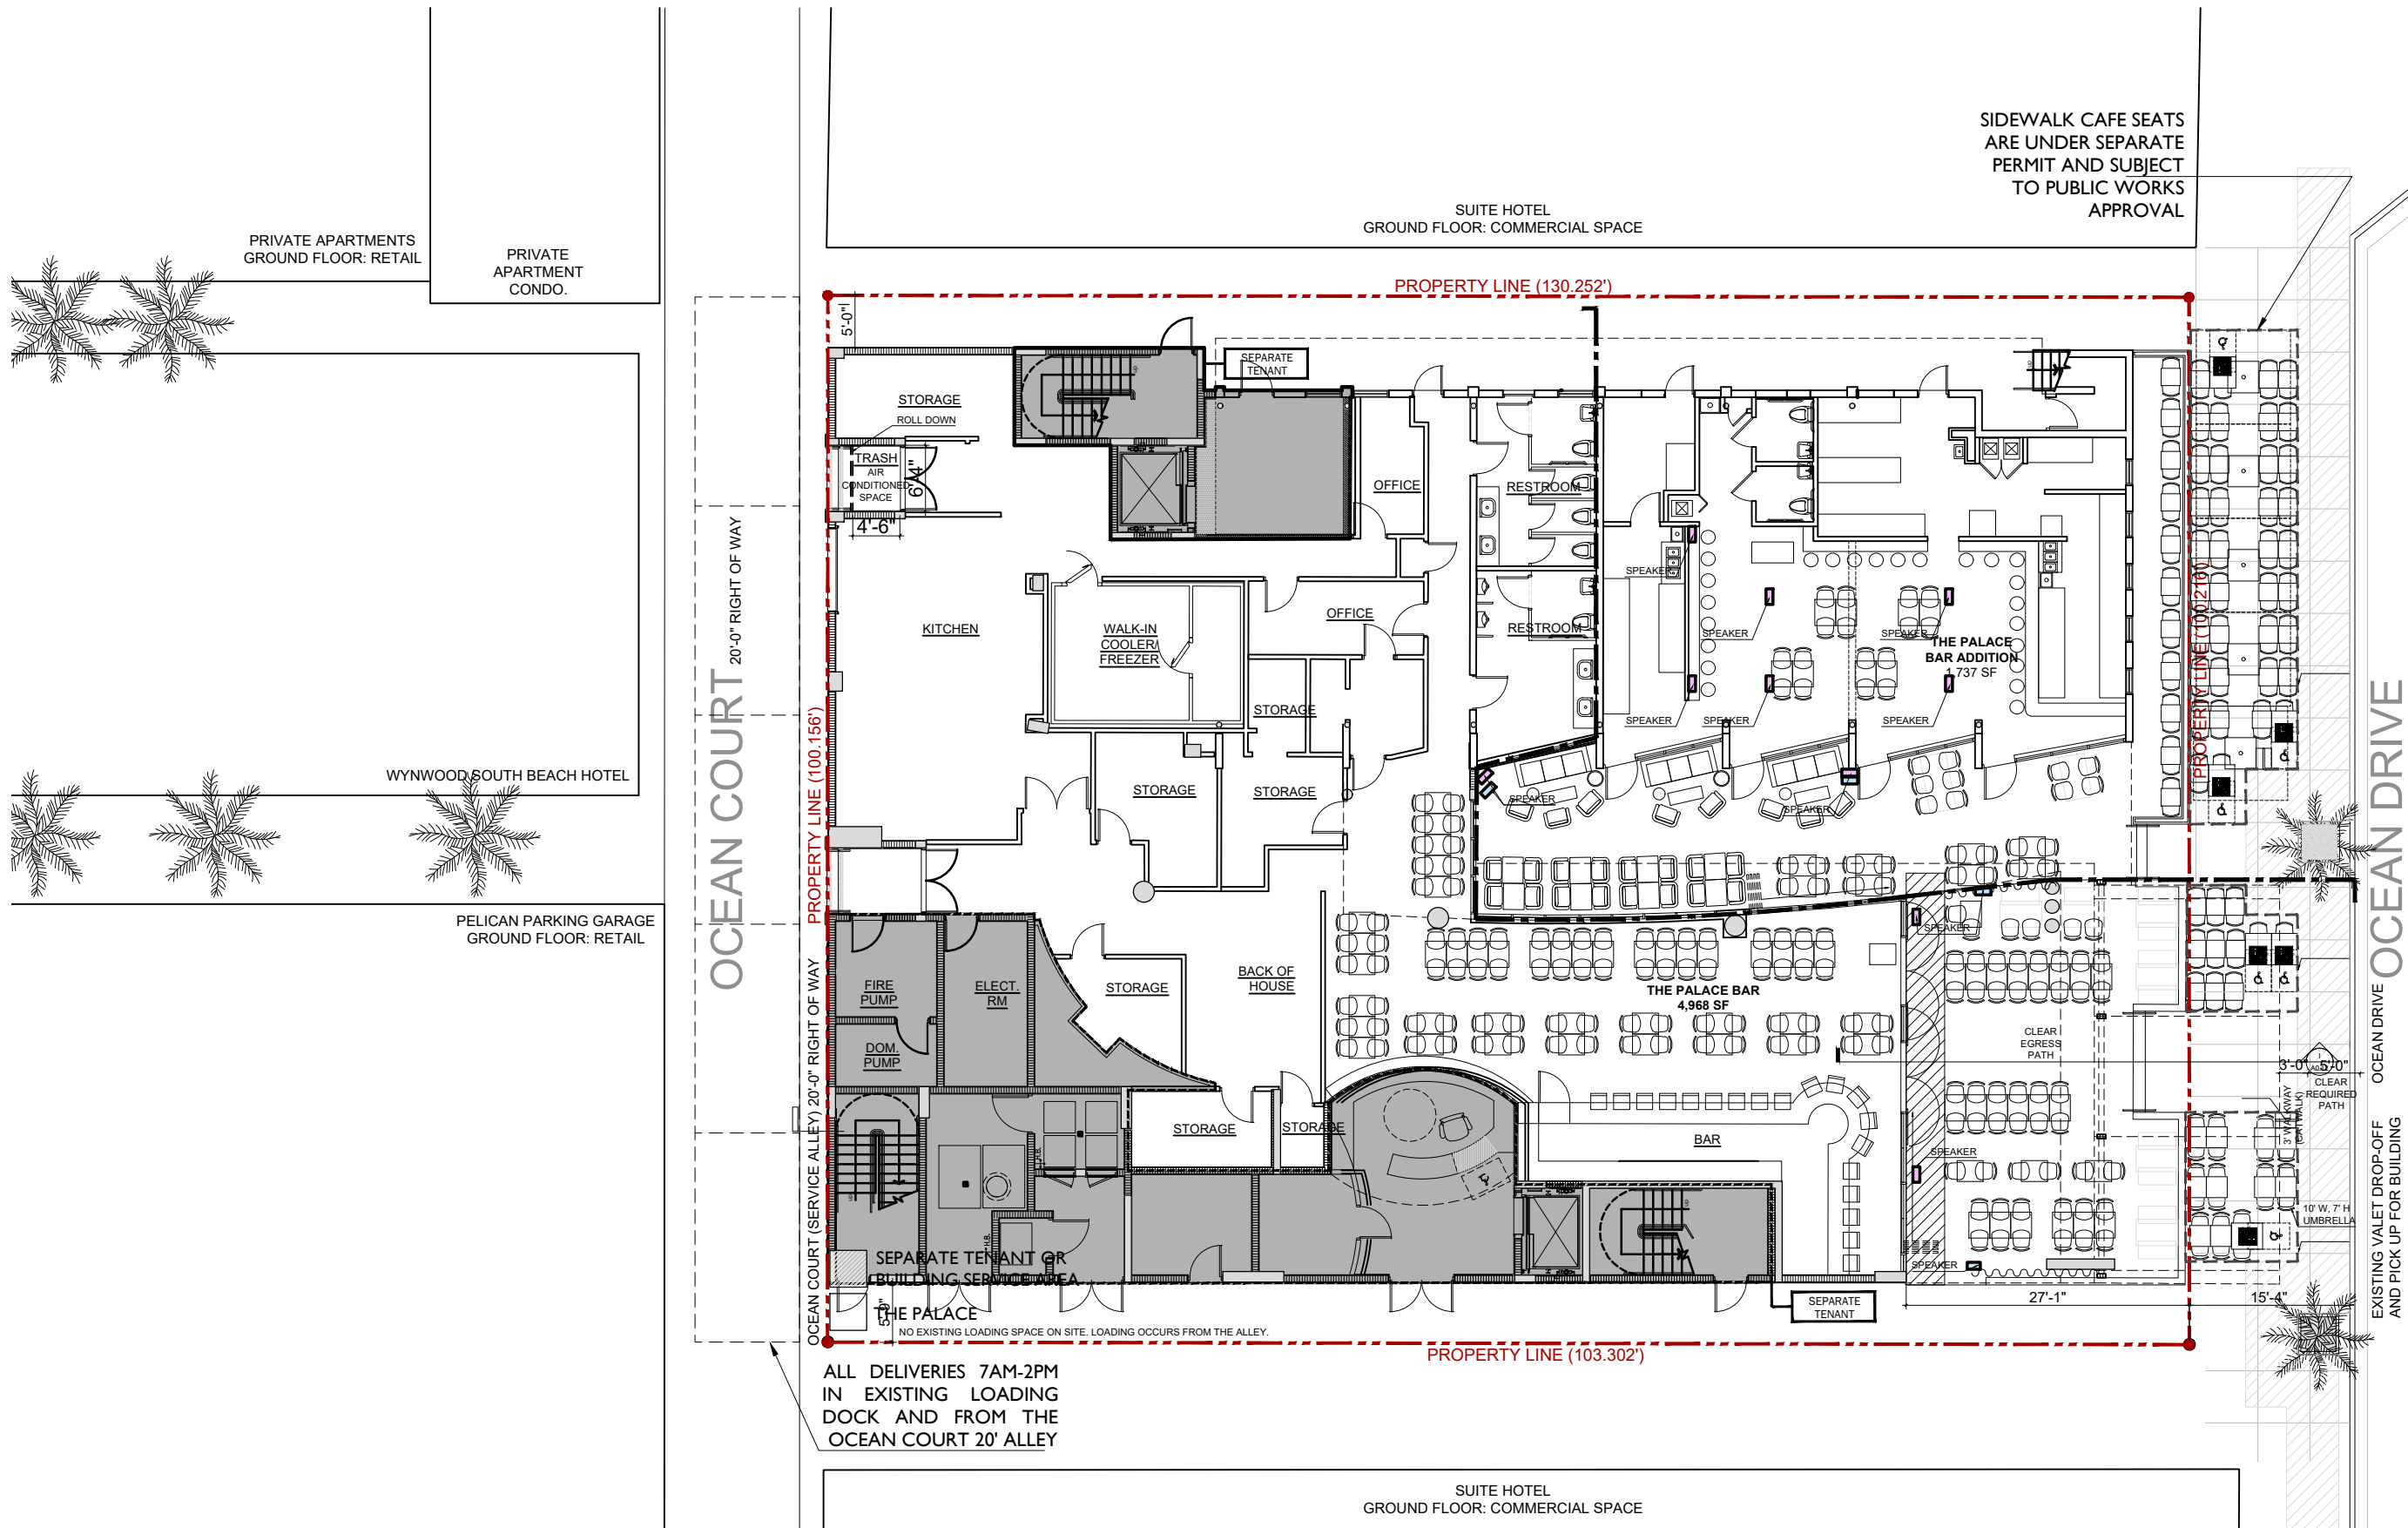 SIDEWALK CAFE SEATS
ARE UNDER SEPARATE
PERMIT AND SUBJECT
TO PUBLIC WORKS
APPROVAL
SUITE HOTEL
GROUND FLOOR: COMMERCIAL SPACE
PRIVATE APARTMENTS
GROUND FLOOR: RETAIL
PRIVATE
APARTMENT
CONDO.
PROPERTY LINE (130.252')
5'-0"
SEPARATE
TENANT
STORAGE
ROLL DOWN
TRASH
AIR
CONDITIONED
SPACE
6'-4"
4'-6"
OFFICE
RESTROOM
20'-0" RIGHT OF WAY
OCEAN COURT
SPEAKER
KITCHEN
WALK-IN
COOLER/
FREEZER
OFFICE
RESTROOM
SPEAKER
SPEAKER
THE PALACE
BAR ADDITION
1,737 SF
PROPERTY LINE (100.216')
STORAGE
SPEAKER
SPEAKER
SPEAKER
OCEAN DRIVE
WYNWOOD SOUTH BEACH HOTEL
PROPERTY LINE (100.156')
STORAGE
STORAGE
SPEAKER
SPEAKER
PELICAN PARKING GARAGE
GROUND FLOOR: RETAIL
SPEAKER
FIRE
PUMP
ELECT.
RM
STORAGE
BACK OF
HOUSE
THE PALACE BAR
4,968 SF
CLEAR
EGRESS
PATH
DOM.
PUMP
OCEAN DRIVE
3'-0"
5'-0"
CLEAR
REQUIRED
PATH
3' WALKWAY
(CATWALK)
STORAGE
STORAGE
BAR
SPEAKER
H.B.
H.B.
10' W, 7' H
UMBRELLA
EXISTING VALET DROP-OFF
AND PICK UP FOR BUILDING
OCEAN COURT (SERVICE ALLEY) 20'-0" RIGHT OF WAY
SEPARATE TENANT OR
BUILDING SERVICE AREA
SPEAKER
5'-9"
THE PALACE
NO EXISTING LOADING SPACE ON SITE. LOADING OCCURS FROM THE ALLEY.
SEPARATE
TENANT
27'-1"
15'-4"
PROPERTY LINE (103.302')
ALL DELIVERIES 7AM-2PM
IN EXISTING LOADING
DOCK AND FROM THE
OCEAN COURT 20' ALLEY
SUITE HOTEL
GROUND FLOOR: COMMERCIAL SPACE